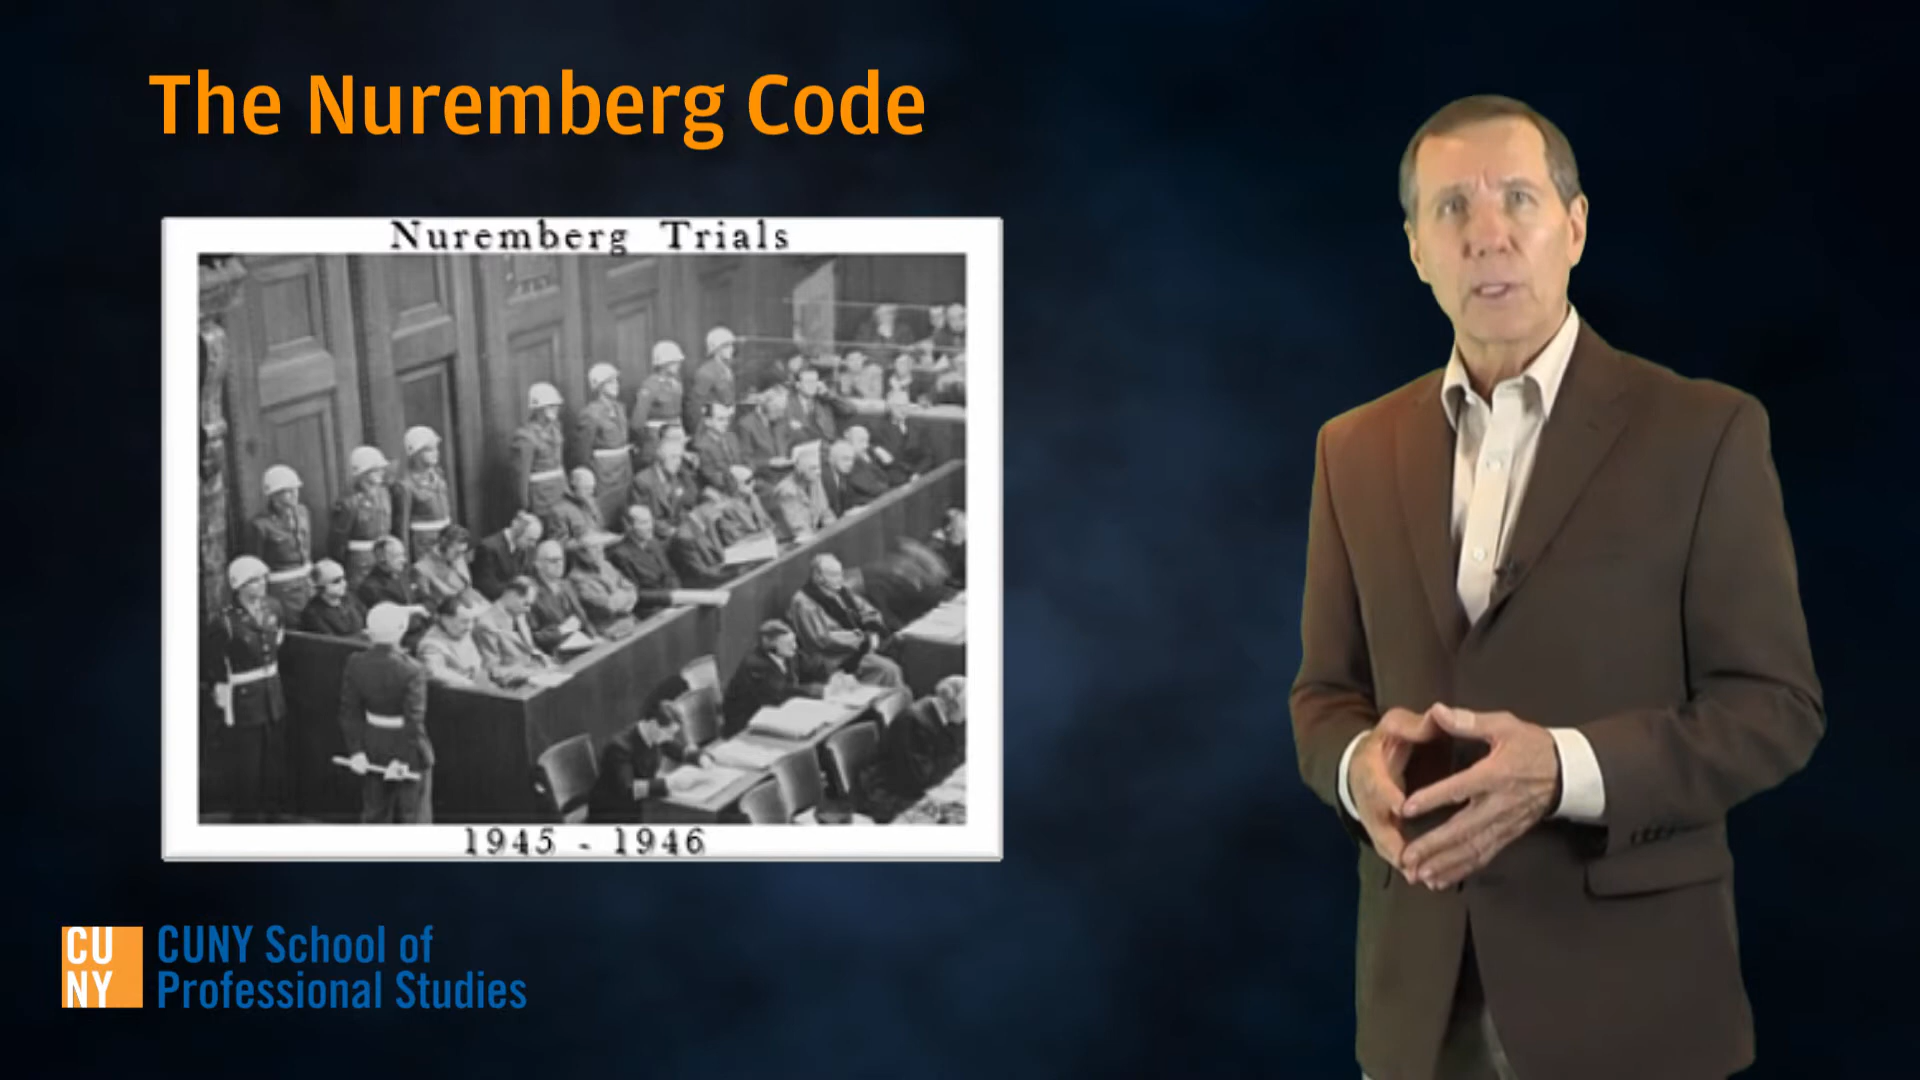 The Nuremberg Code
Nuremberg Trials
1945 - 1946
CU
NY
CUNY School of
Professional Studies